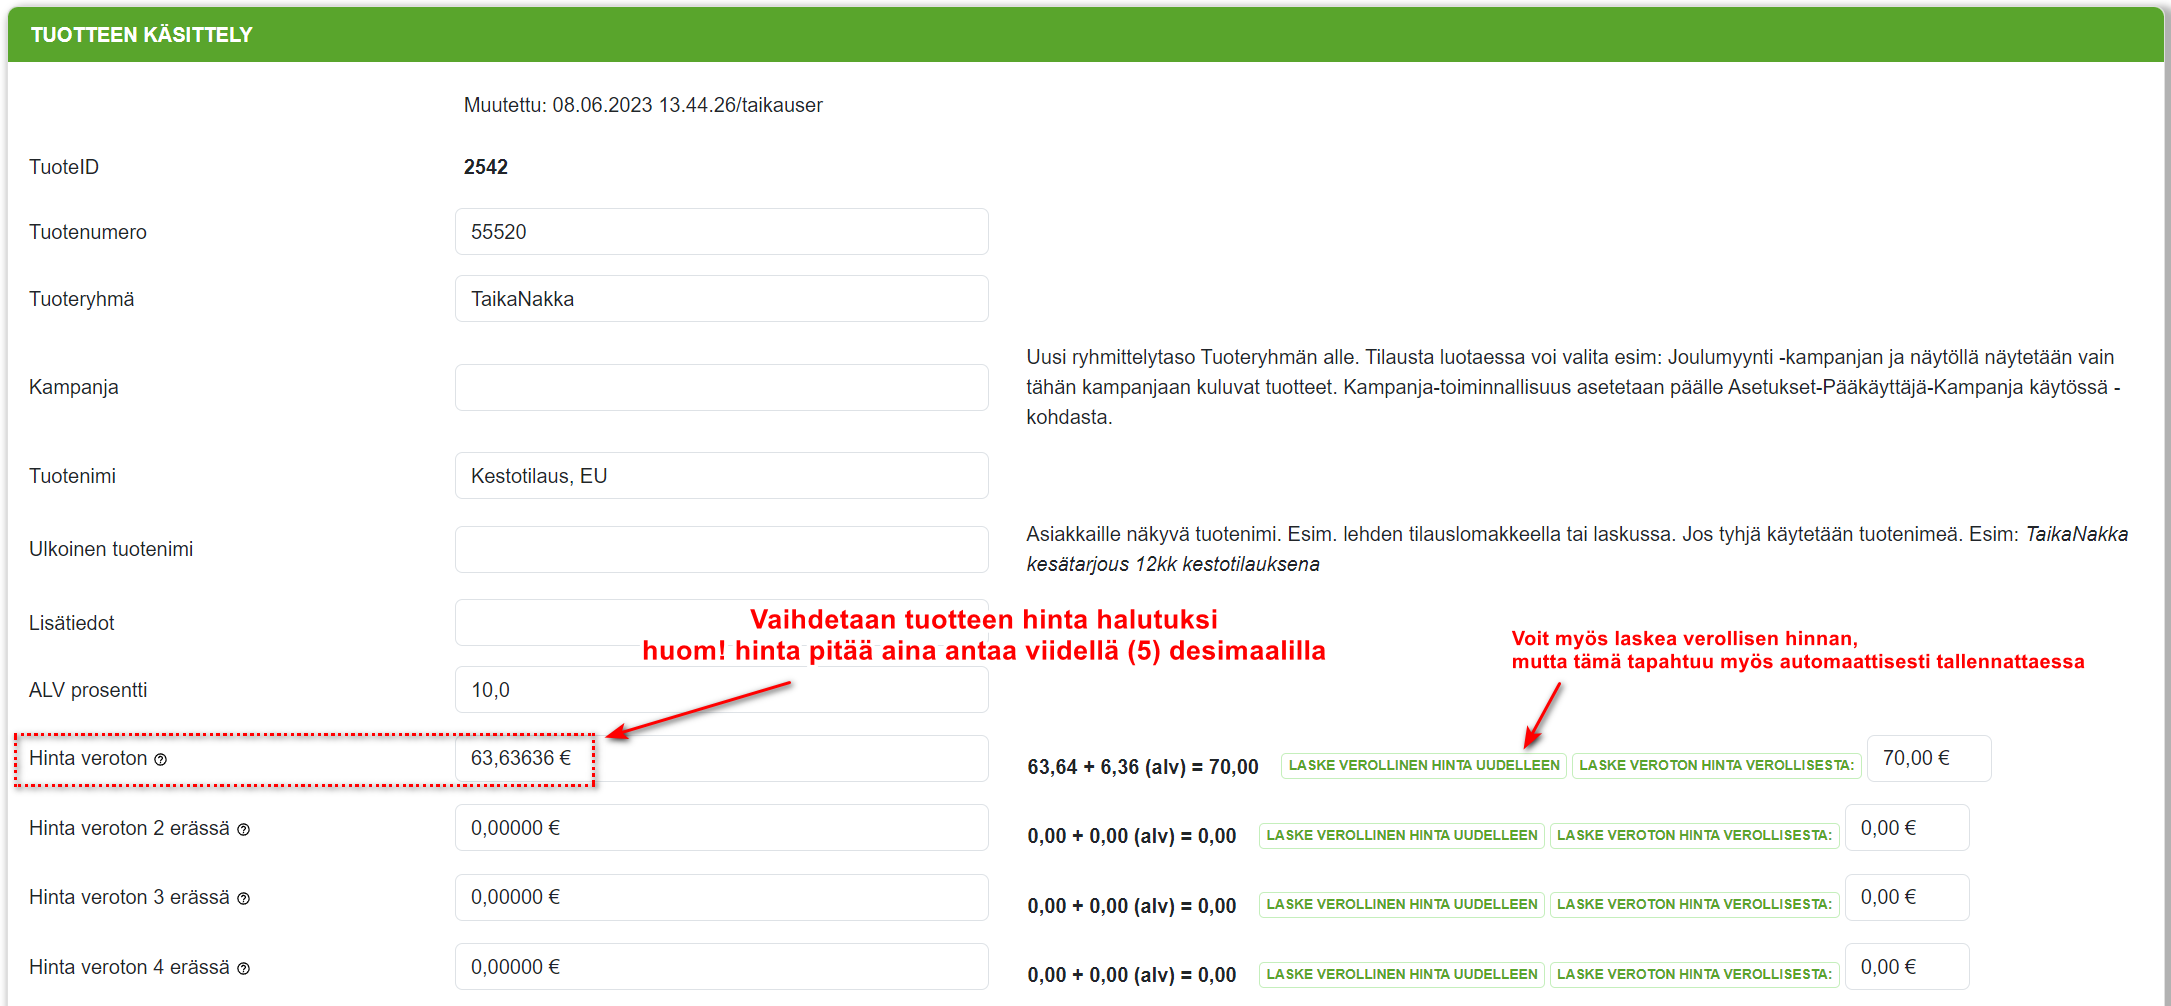 TUOTTEEN KÄSITTELY
Muutettu: 08.06.2023 13.44.26/taikauser
TuoteID
2542
Tuotenumero
55520
Tuoteryhmä
TaikaNakka
Kampanja
Uusi ryhmittelytaso Tuoteryhmän alle. Tilausta luotaessa voi valita esim: Joulumyynti -kampanjan ja näytöllä näytetään vain
tähän kampanjaan kuluvat tuotteet. Kampanja-toiminnallisuus asetetaan päälle Asetukset-Pääkäyttäjä-Kampanja käytössä -
kohdasta.
Tuotenimi
Kestotilaus, EU
Ulkoinen tuotenimi
Asiakkaille näkyvä tuotenimi. Esim. lehden tilauslomakkeella tai laskussa. Jos tyhjä käytetään tuotenimeä. Esim: TaikaNakka
kesätarjous 12kk kestotilauksena
Lisätiedot
Vaihdetaan tuotteen hinta halutuksi
huom! hinta pitää aina antaa viidellä (5) desimaalilla
Voit myös laskea verollisen hinnan,
mutta tämä tapahtuu myös automaattisesti tallennattaessa
ALV prosentti
10,0
Hinta veroton
63,63636 €
63,64 + 6,36 (alv) = 70,00
LASKE VEROLLINEN HINTA UUDELLEEN
LASKE VEROTON HINTA VEROLLISESTA:
70,00 €
Hinta veroton 2 erässä
0,00000 €
0,00 + 0,00 (alv) = 0,00
LASKE VEROLLINEN HINTA UUDELLEEN
LASKE VEROTON HINTA VEROLLISESTA:
0,00 €
Hinta veroton 3 erässä
0,00000 €
0,00 + 0,00 (alv) = 0,00
LASKE VEROLLINEN HINTA UUDELLEEN
LASKE VEROTON HINTA VEROLLISESTA:
0,00 €
Hinta veroton 4 erässä
0,00000 €
0,00 + 0,00 (alv) = 0,00
LASKE VEROLLINEN HINTA UUDELLEEN
LASKE VEROTON HINTA VEROLLISESTA:
0,00 €